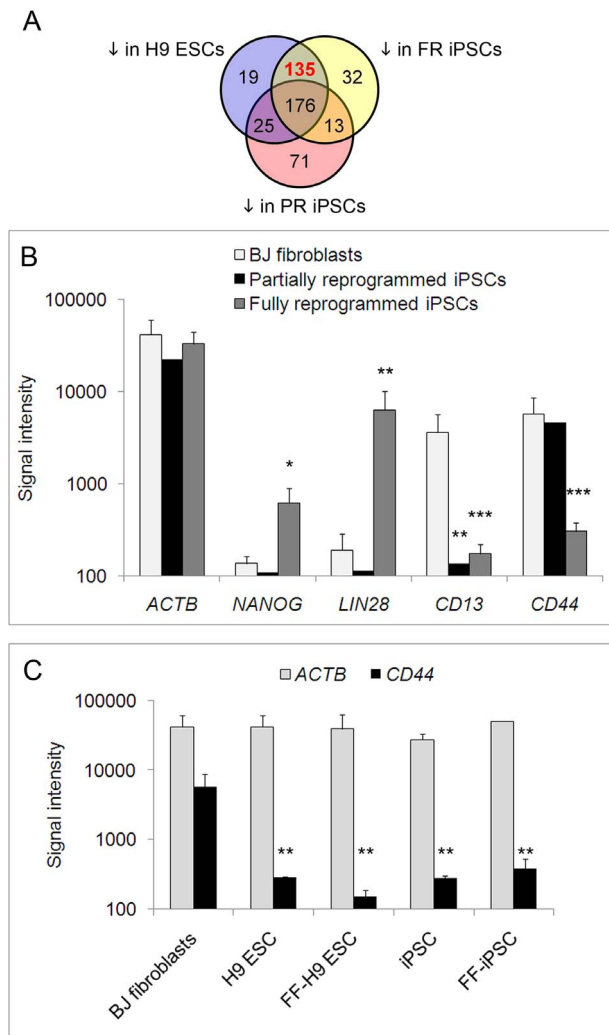 A
↓ in H9 ESCs
↓ in FR iPSCs
19
135
32
176
25
13
71
↓ in PR iPSCs
B
BJ fibroblasts
Partially reprogrammed iPSCs
Fully reprogrammed iPSCs
100000
10000
1000
100
Signal intensity
*
**
**
***
***
ACTB
NANOG
LIN28
CD13
CD44
C
ACTB
CD44
100000
10000
1000
100
Signal intensity
**
**
**
**
BJ fibroblasts
H9 ESC
FF-H9 ESC
iPSC
FF-iPSC